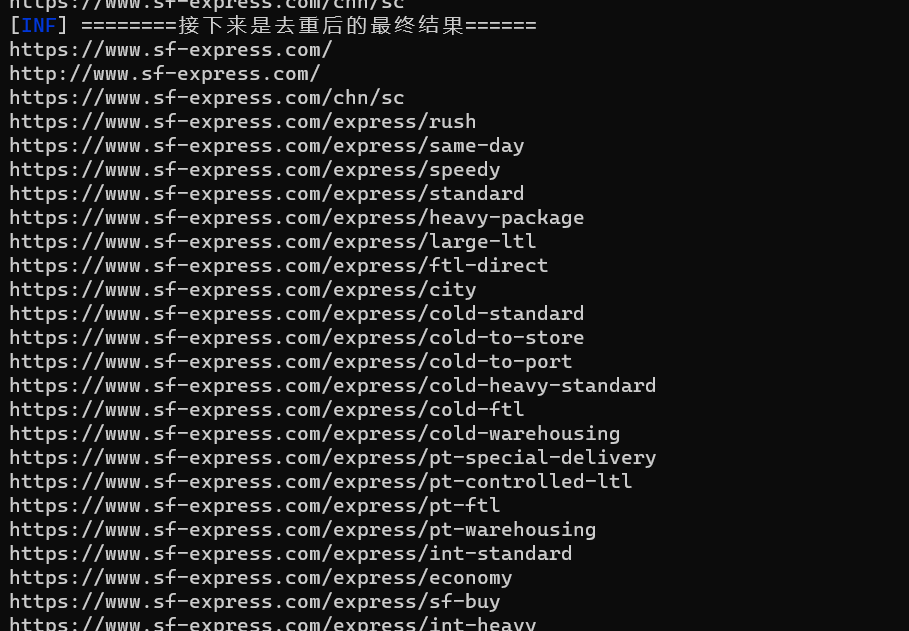 https://www.sf-express.com/chn/sc
[INF] ========接下来是去重后的最终结果======
https://www.sf-express.com/
http://www.sf-express.com/
https://www.sf-express.com/chn/sc
https://www.sf-express.com/express/rush
https://www.sf-express.com/express/same-day
https://www.sf-express.com/express/speedy
https://www.sf-express.com/express/standard
https://www.sf-express.com/express/heavy-package
https://www.sf-express.com/express/large-ltl
https://www.sf-express.com/express/ftl-direct
https://www.sf-express.com/express/city
https://www.sf-express.com/express/cold-standard
https://www.sf-express.com/express/cold-to-store
https://www.sf-express.com/express/cold-to-port
https://www.sf-express.com/express/cold-heavy-standard
https://www.sf-express.com/express/cold-ftl
https://www.sf-express.com/express/cold-warehousing
https://www.sf-express.com/express/pt-special-delivery
https://www.sf-express.com/express/pt-controlled-ltl
https://www.sf-express.com/express/pt-ftl
https://www.sf-express.com/express/pt-warehousing
https://www.sf-express.com/express/int-standard
https://www.sf-express.com/express/economy
https://www.sf-express.com/express/sf-buy
https://www.sf-express.com/express/int-heavy